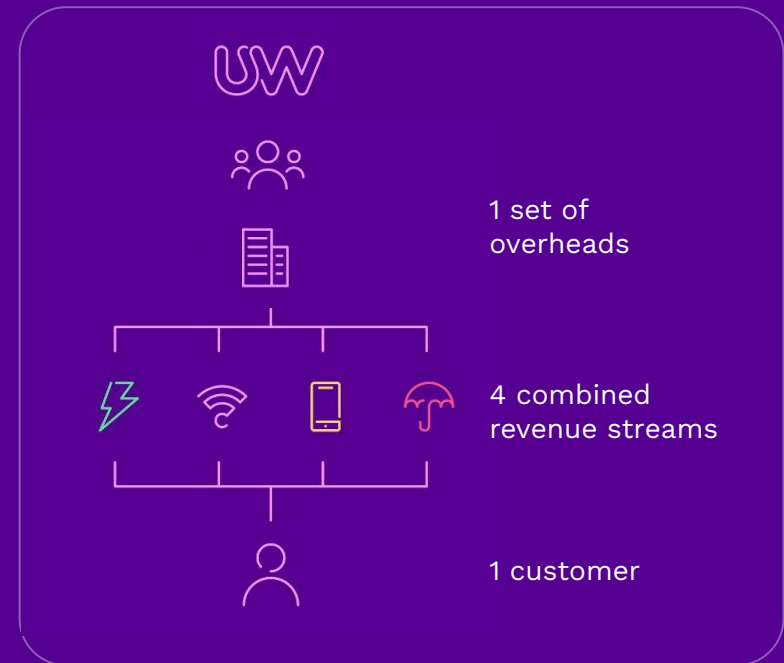 UW
1 set of
overheads
4 combined
revenue streams
1 customer